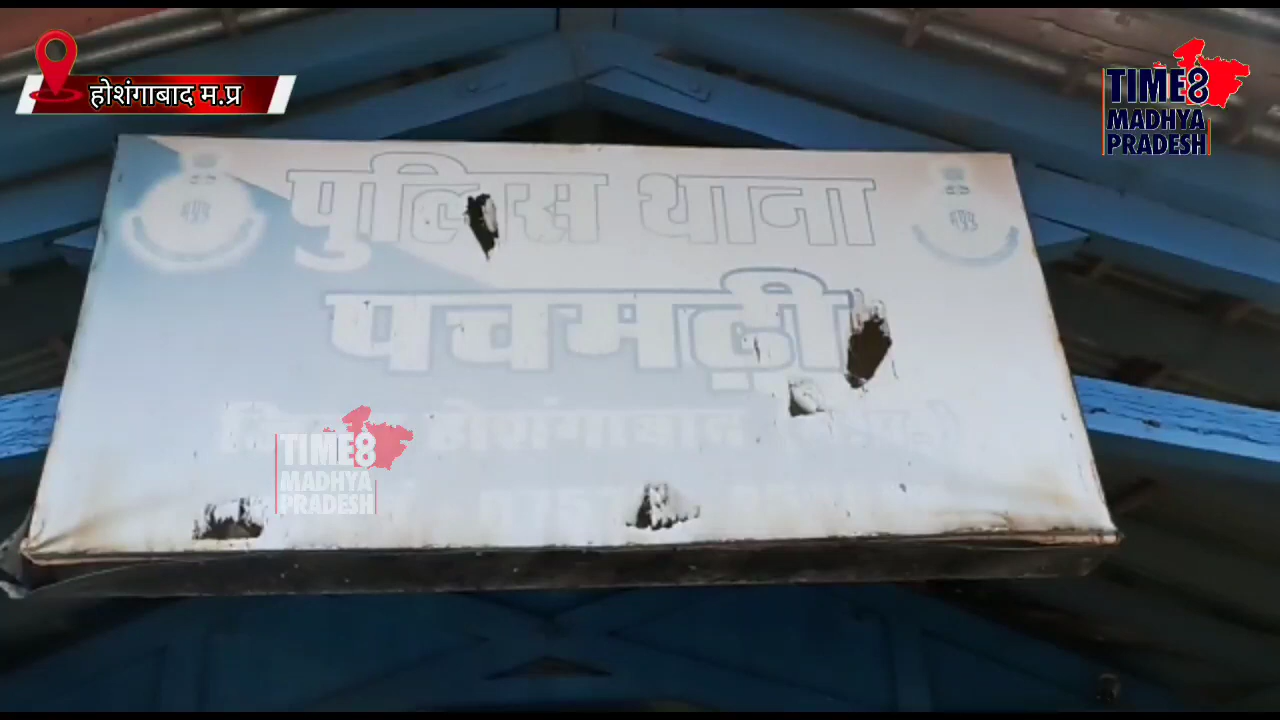 होशंगाबाद म.प्र
TIME8
MADHYA
PRADESH
पुलिस थाना
पचमढ़ी
होशंगाबाद
TIME8
MADHYA
PRADESH